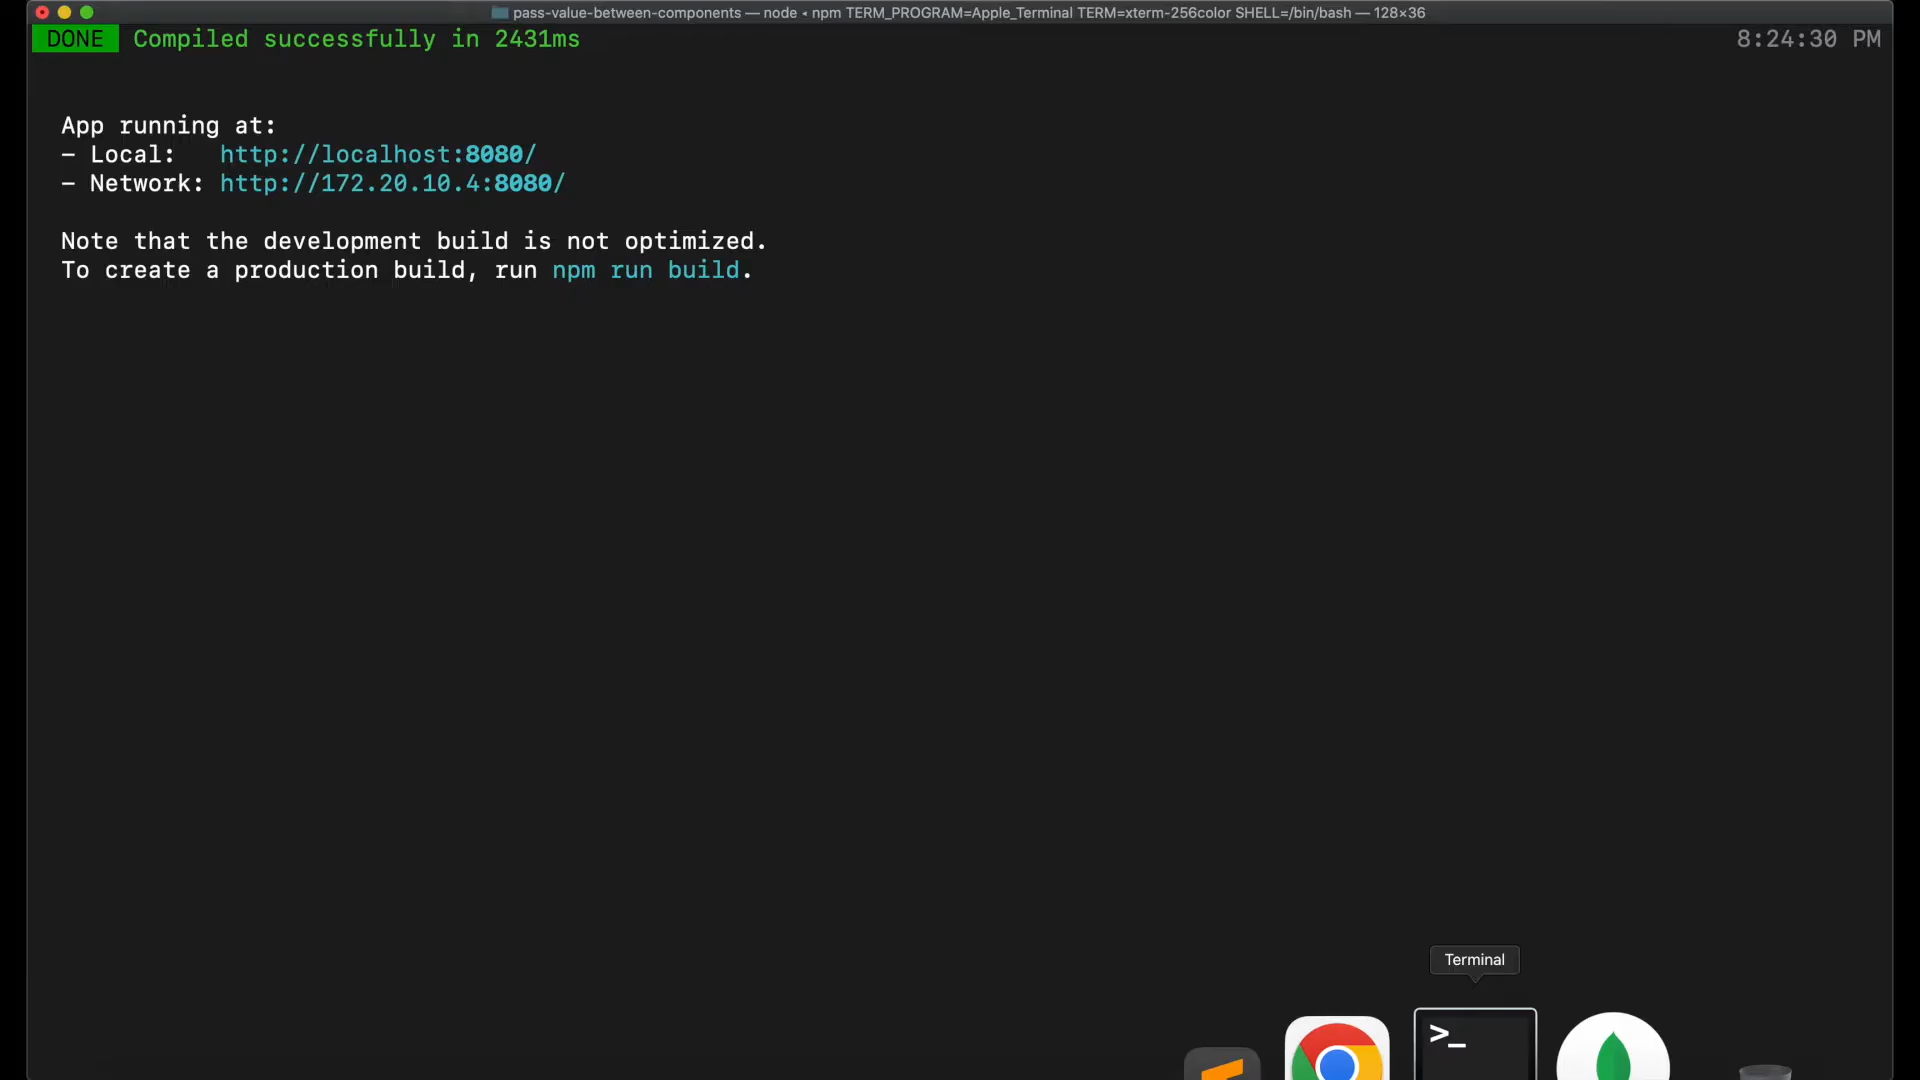 pass-value-between-components — node ◂ npm TERM_PROGRAM=Apple_Terminal TERM=xterm-256color SHELL=/bin/bash — 128×36
DONE Compiled successfully in 2431ms 8:24:30 PM
App running at:
- Local: http://localhost:8080/
- Network: http://172.20.10.4:8080/
Note that the development build is not optimized.
To create a production build, run npm run build.
Terminal
>_